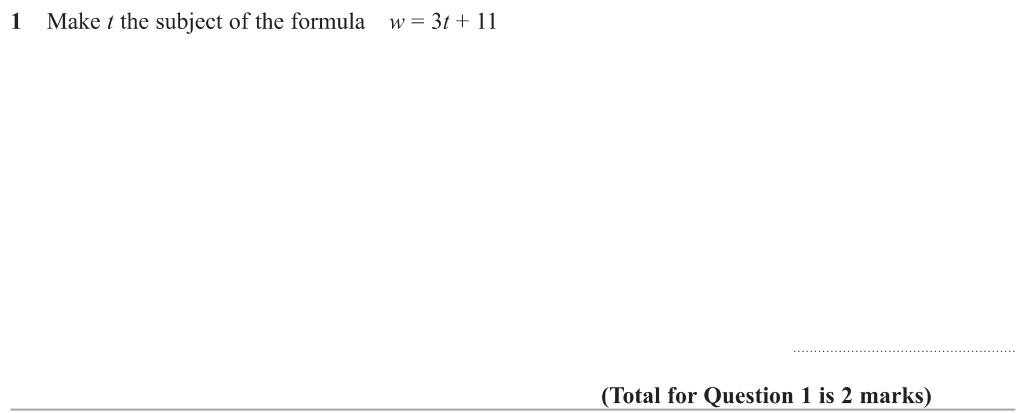 1 Make t the subject of the formula w = 3t + 11
(Total for Question 1 is 2 marks)